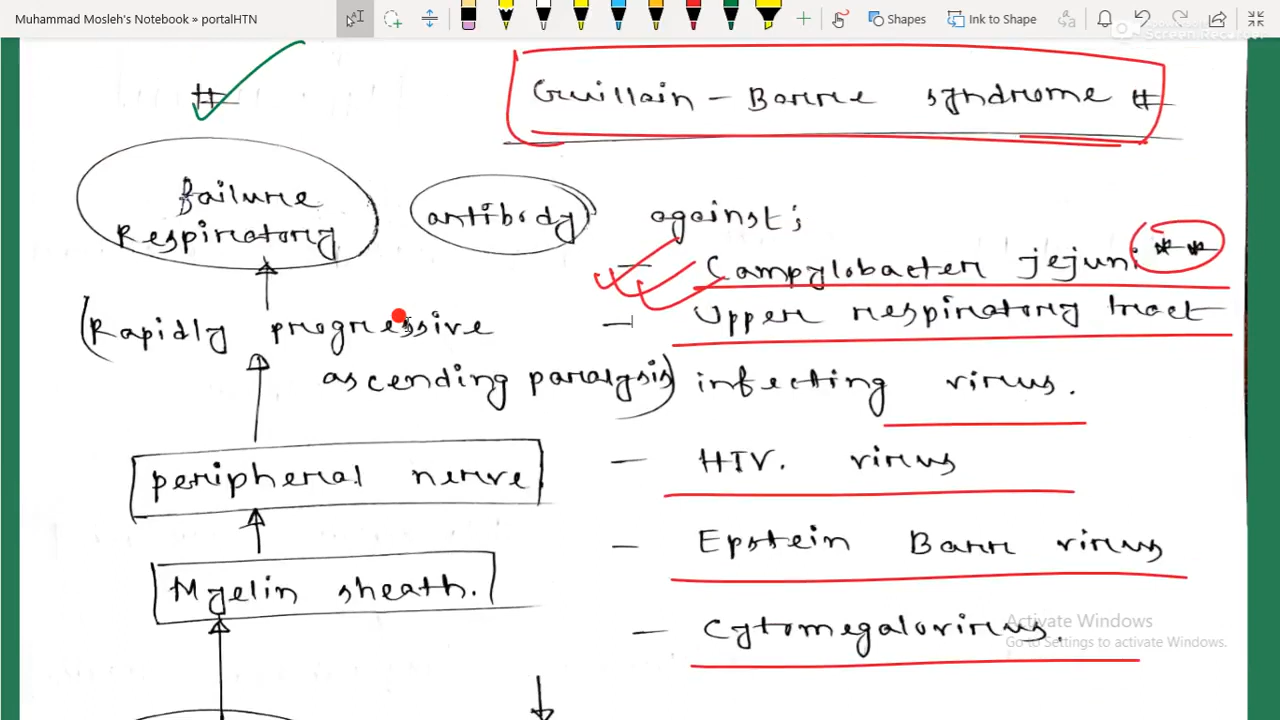 Muhammad Mosleh's Notebook » portalHTN
Shapes
Ink to Shape
Screen Recorder
# Guillain - Barre syndrome #
failure
Respiratory
antibody against;
- Campylobacter jejuni **
(Rapidly progressive
ascending paralysis)
- Upper respiratory tract
infecting virus.
peripheral nerve
- HIV. virus
- Epstein Barr virus
Myelin sheath.
- Cytomegalovirus.
Activate Windows
Go to Settings to activate Windows.